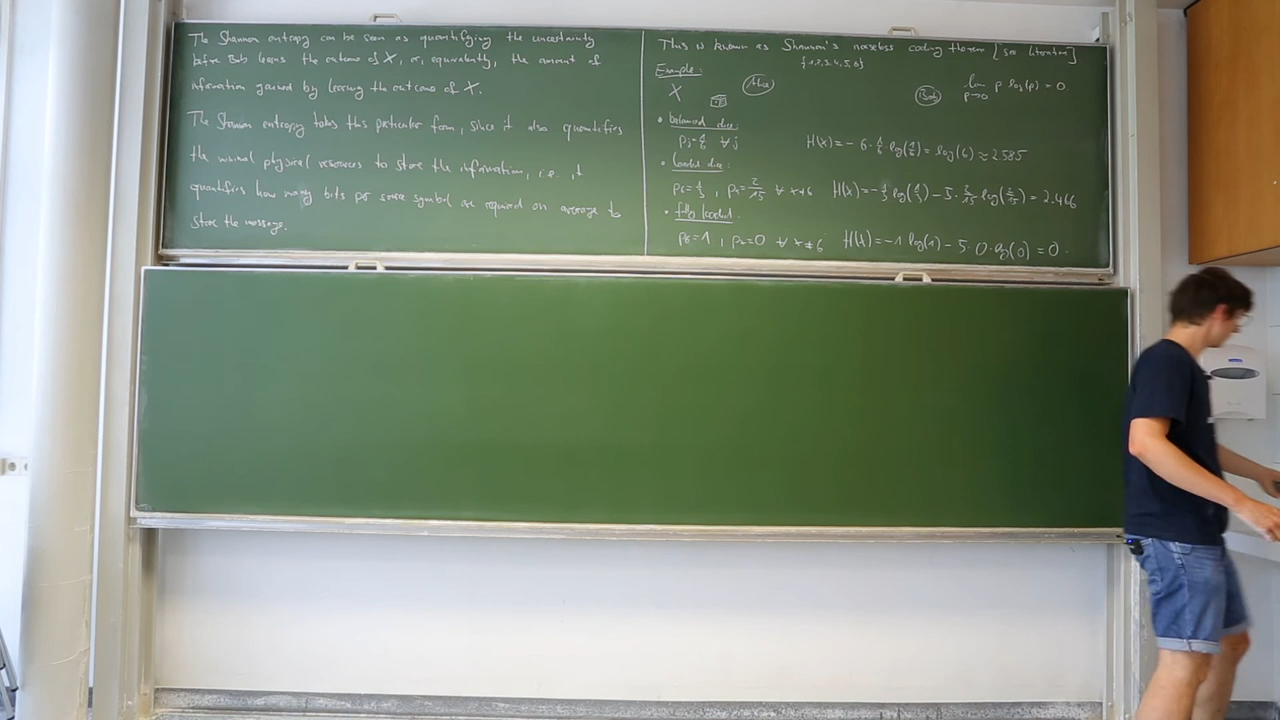 The Shannon entropy can be seen as quantifying the uncertainty
before Bob learns the outcome of X, or, equivalently, the amount of
information gained by learing the outcome of X.
The Shannon entropy takes this particular form, since it also quantifies
the minimal physical resources to store the information, i.e. it
quantifies how many bits per source symbol are required on average to
store the message.
This is known as Shannon's noiseless coding theorem [see literature]
{1,2,3,4,5,6}
Example:
X Alice Bob lim p log(p) = 0.
p→0
• balanced dice:
pⱼ = 1/6 ∀j H(X) = - 6 · 1/6 · log(1/6) = log(6) ≈ 2.585
• loaded dice:
p₆ = 1/3 , pₓ = 2/15 ∀ x≠6 H(X) = - 1/3 log(1/3) - 5 · 2/15 · log(2/15) = 2.466
• fully loaded:
p₆ = 1 , pₓ = 0 ∀ x≠6 H(X) = -1 log(1) - 5 · 0 · log(0) = 0.